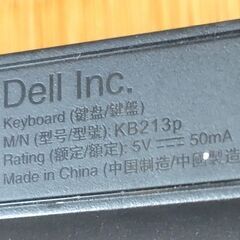 Dell Inc.
Keyboard (键盘/鍵盤)
M/N (型号/型號): KB213p
Rating (额定/額定): 5V ⎓ 50mA
Made in China (中国制造/中國製造